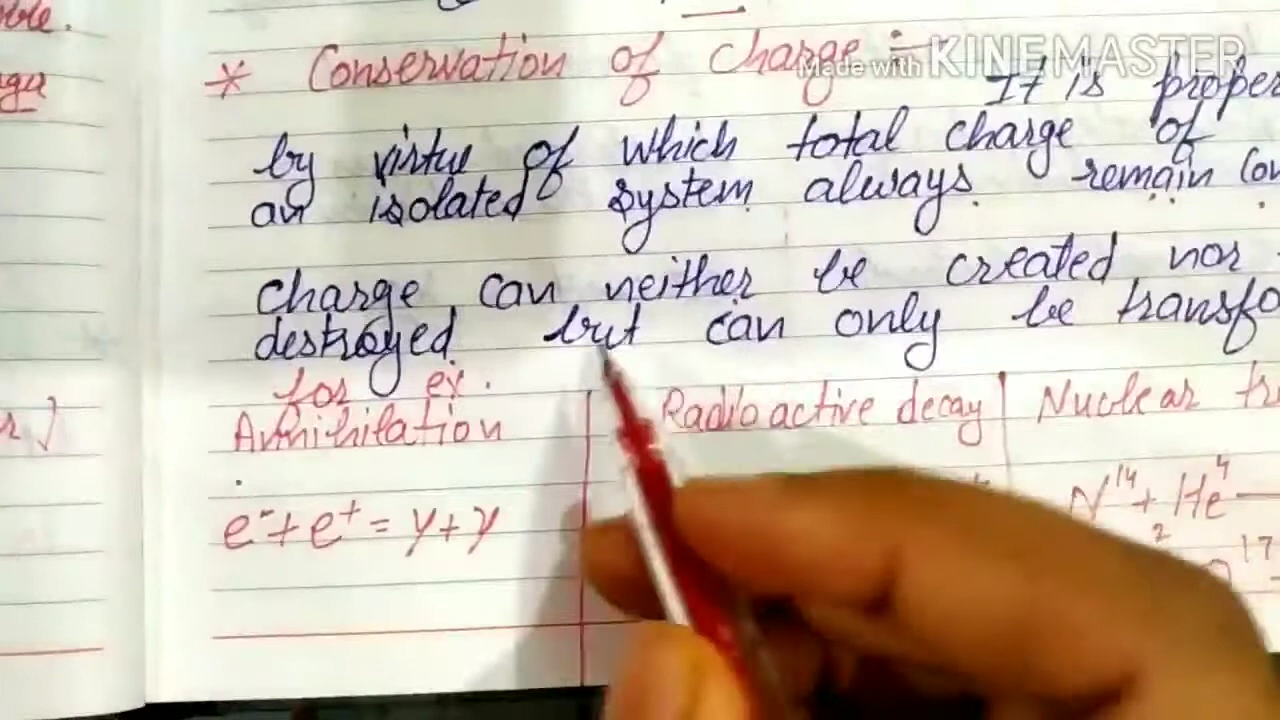 * Conservation of charge :-
Made with KINEMASTER
It is proper
by virtue of which total charge of
an isolated system always remain con
charge can neither be created nor
destroyed but can only be transfo
for ex.
Annihilation
Radioactive decay
Nuclear tr
e⁻ + e⁺ = γ + γ
N¹⁴ + He⁴
2
17